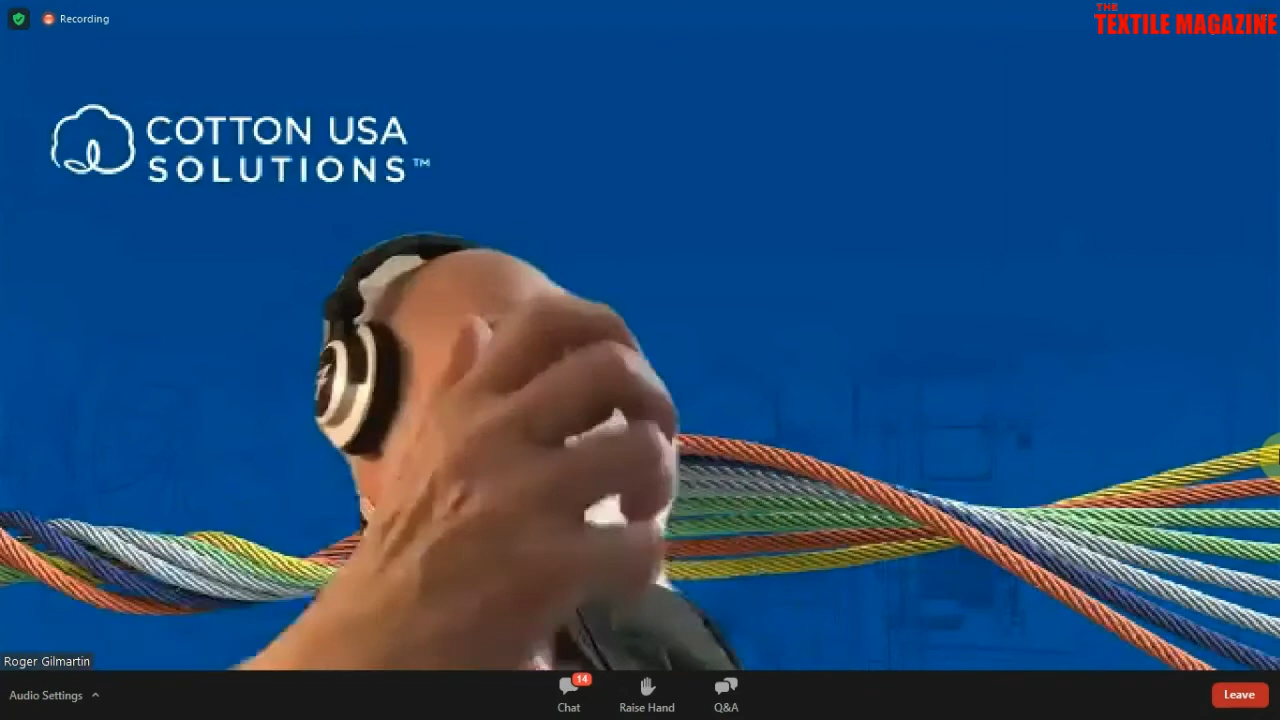 Recording
THE
TEXTILE MAGAZINE
COTTON USA
SOLUTIONS™
Roger Gilmartin
Audio Settings
14
Chat
Raise Hand
Q&A
Leave